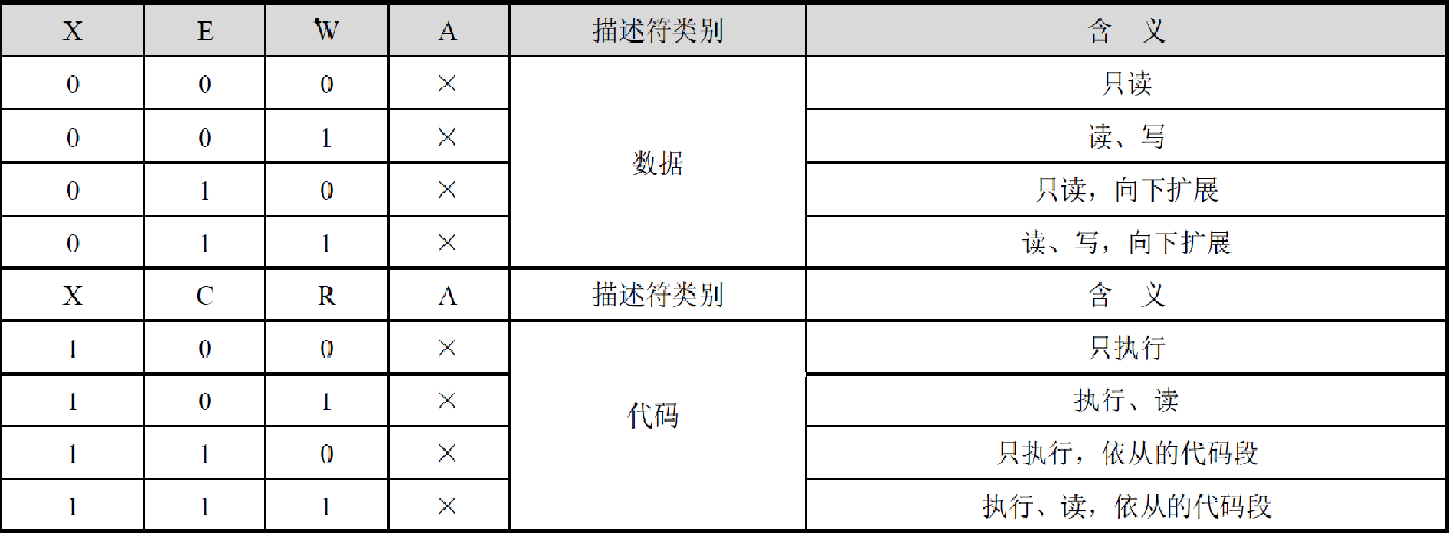 X E W A 描述符类别 含 义
0 0 0 × 只读
0 0 1 × 读、写
数据
0 1 0 × 只读，向下扩展
0 1 1 × 读、写，向下扩展
X C R A 描述符类别 含 义
1 0 0 × 只执行
1 0 1 × 执行、读
代码
1 1 0 × 只执行，依从的代码段
1 1 1 × 执行、读，依从的代码段